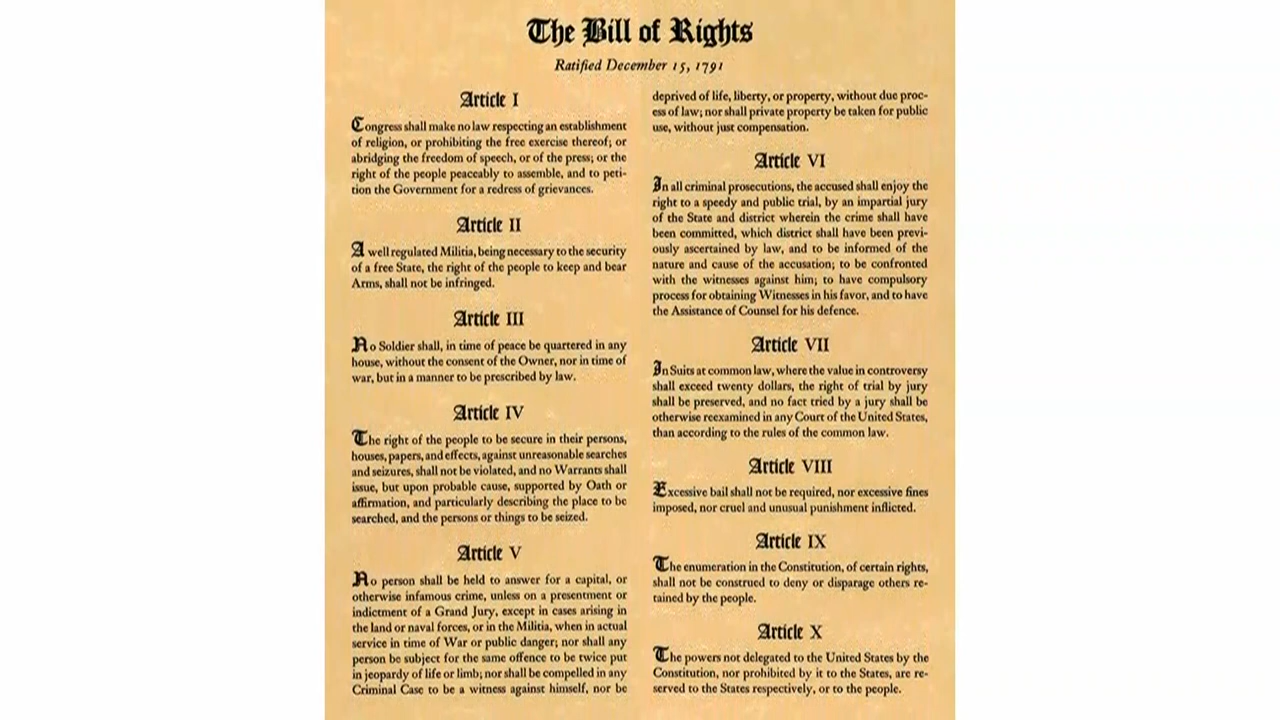 The Bill of Rights
Ratified December 15, 1791
Article I
Congress shall make no law respecting an establishment
of religion, or prohibiting the free exercise thereof; or
abridging the freedom of speech, or of the press; or the
right of the people peaceably to assemble, and to peti-
tion the Government for a redress of grievances.
Article II
A well regulated Militia, being necessary to the security
of a free State, the right of the people to keep and bear
Arms, shall not be infringed.
Article III
No Soldier shall, in time of peace be quartered in any
house, without the consent of the Owner, nor in time of
war, but in a manner to be prescribed by law.
Article IV
The right of the people to be secure in their persons,
houses, papers, and effects, against unreasonable searches
and seizures, shall not be violated, and no Warrants shall
issue, but upon probable cause, supported by Oath or
affirmation, and particularly describing the place to be
searched, and the persons or things to be seized.
Article V
No person shall be held to answer for a capital, or
otherwise infamous crime, unless on a presentment or
indictment of a Grand Jury, except in cases arising in
the land or naval forces, or in the Militia, when in actual
service in time of War or public danger; nor shall any
person be subject for the same offence to be twice put
in jeopardy of life or limb; nor shall be compelled in any
Criminal Case to be a witness against himself, nor be
deprived of life, liberty, or property, without due proc-
ess of law; nor shall private property be taken for public
use, without just compensation.
Article VI
In all criminal prosecutions, the accused shall enjoy the
right to a speedy and public trial, by an impartial jury
of the State and district wherein the crime shall have
been committed, which district shall have been previ-
ously ascertained by law, and to be informed of the
nature and cause of the accusation; to be confronted
with the witnesses against him; to have compulsory
process for obtaining Witnesses in his favor, and to have
the Assistance of Counsel for his defence.
Article VII
In Suits at common law, where the value in controversy
shall exceed twenty dollars, the right of trial by jury
shall be preserved, and no fact tried by a jury shall be
otherwise reexamined in any Court of the United States,
than according to the rules of the common law.
Article VIII
Excessive bail shall not be required, nor excessive fines
imposed, nor cruel and unusual punishment inflicted.
Article IX
The enumeration in the Constitution, of certain rights,
shall not be construed to deny or disparage others re-
tained by the people.
Article X
The powers not delegated to the United States by the
Constitution, nor prohibited by it to the States, are re-
served to the States respectively, or to the people.